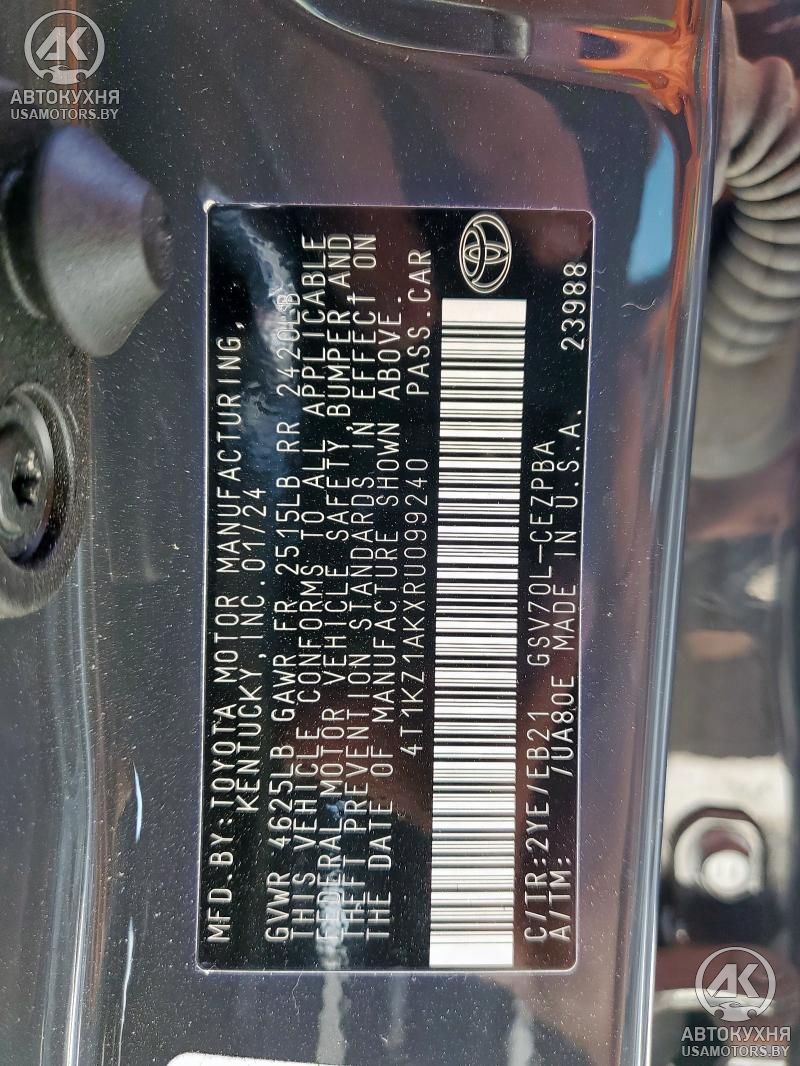 АВТОКУХНЯ
USAMOTORS.BY
MFD.BY:TOYOTA MOTOR MANUFACTURING,
KENTUCKY,INC.01/24
GVWR 4625LB GAWR FR 2515LB RR 2420LB
THIS VEHICLE CONFORMS TO ALL APPLICABLE
FEDERAL MOTOR VEHICLE SAFETY,BUMPER AND
THEFT PREVENTION STANDARDS IN EFFECT ON
THE DATE OF MANUFACTURE SHOWN ABOVE.
4T1KZ1AKXRU099240 PASS.CAR
C/TR:2YE/EB21 GSV70L-CEZPBA
A/TM: /UA80E MADE IN U.S.A. 23988
АВТОКУХНЯ
USAMOTORS.BY